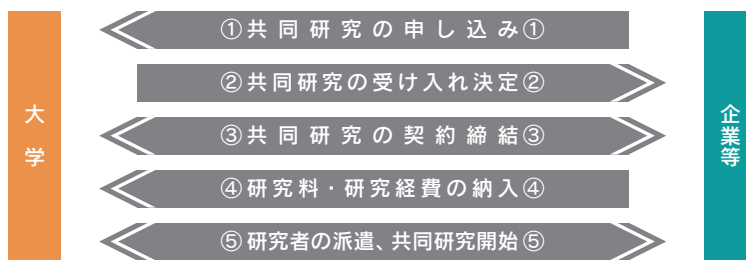 大学
①共同研究の申し込み①
②共同研究の受け入れ決定②
③共同研究の契約締結③
④研究料・研究経費の納入④
⑤研究者の派遣、共同研究開始⑤
企業等